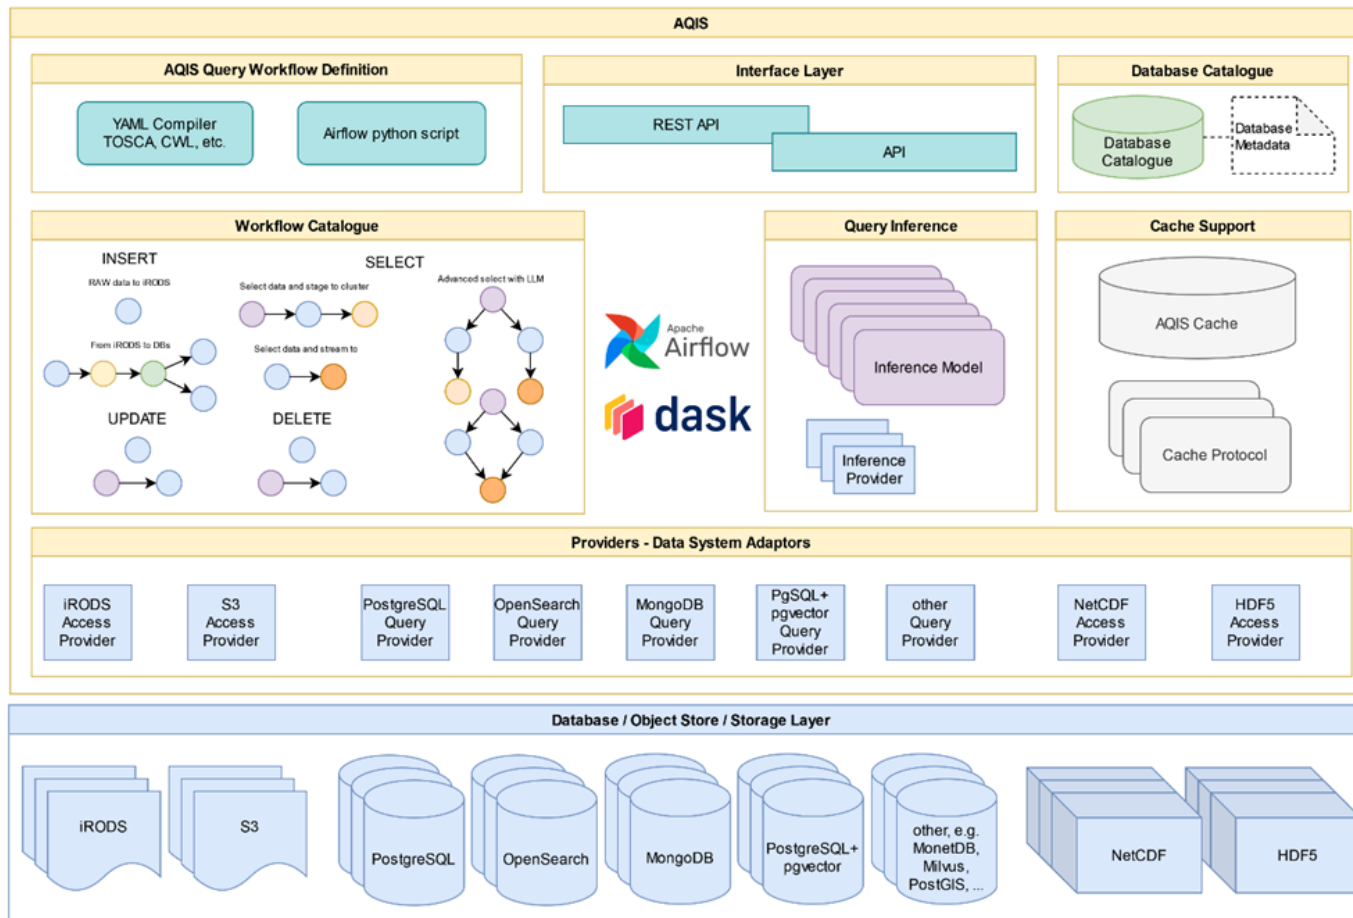 AQIS
AQIS Query Workflow Definition
YAML Compiler
TOSCA, CWL, etc.
Airflow python script
Interface Layer
REST API
API
Database Catalogue
Database
Catalogue
Database
Metadata
Workflow Catalogue
INSERT
RAW data to iRODS
From iRODS to DBs
SELECT
Select data and stage to cluster
Select data and stream to
Advanced select with LLM
UPDATE
DELETE
Apache
Airflow
dask
Query Inference
Inference Model
Inference
Provider
Cache Support
AQIS Cache
Cache Protocol
Providers - Data System Adaptors
iRODS
Access
Provider
S3
Access
Provider
PostgreSQL
Query
Provider
OpenSearch
Query
Provider
MongoDB
Query
Provider
PgSQL+
pgvector
Query
Provider
other
Query
Provider
NetCDF
Access
Provider
HDF5
Access
Provider
Database / Object Store / Storage Layer
iRODS
S3
PostgreSQL
OpenSearch
MongoDB
PostgreSQL+
pgvector
other, e.g.
MonetDB,
Milvus,
PostGIS, ...
NetCDF
HDF5